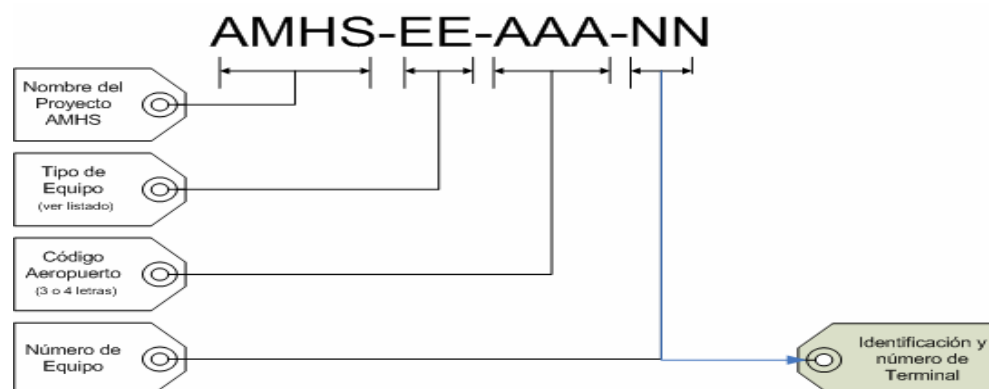 AMHS-EE-AAA-NN
Nombre del
Proyecto
AMHS
Tipo de
Equipo
(ver listado)
Código
Aeropuerto
(3 o 4 letras)
Número de
Equipo
Identificación y
número de
Terminal